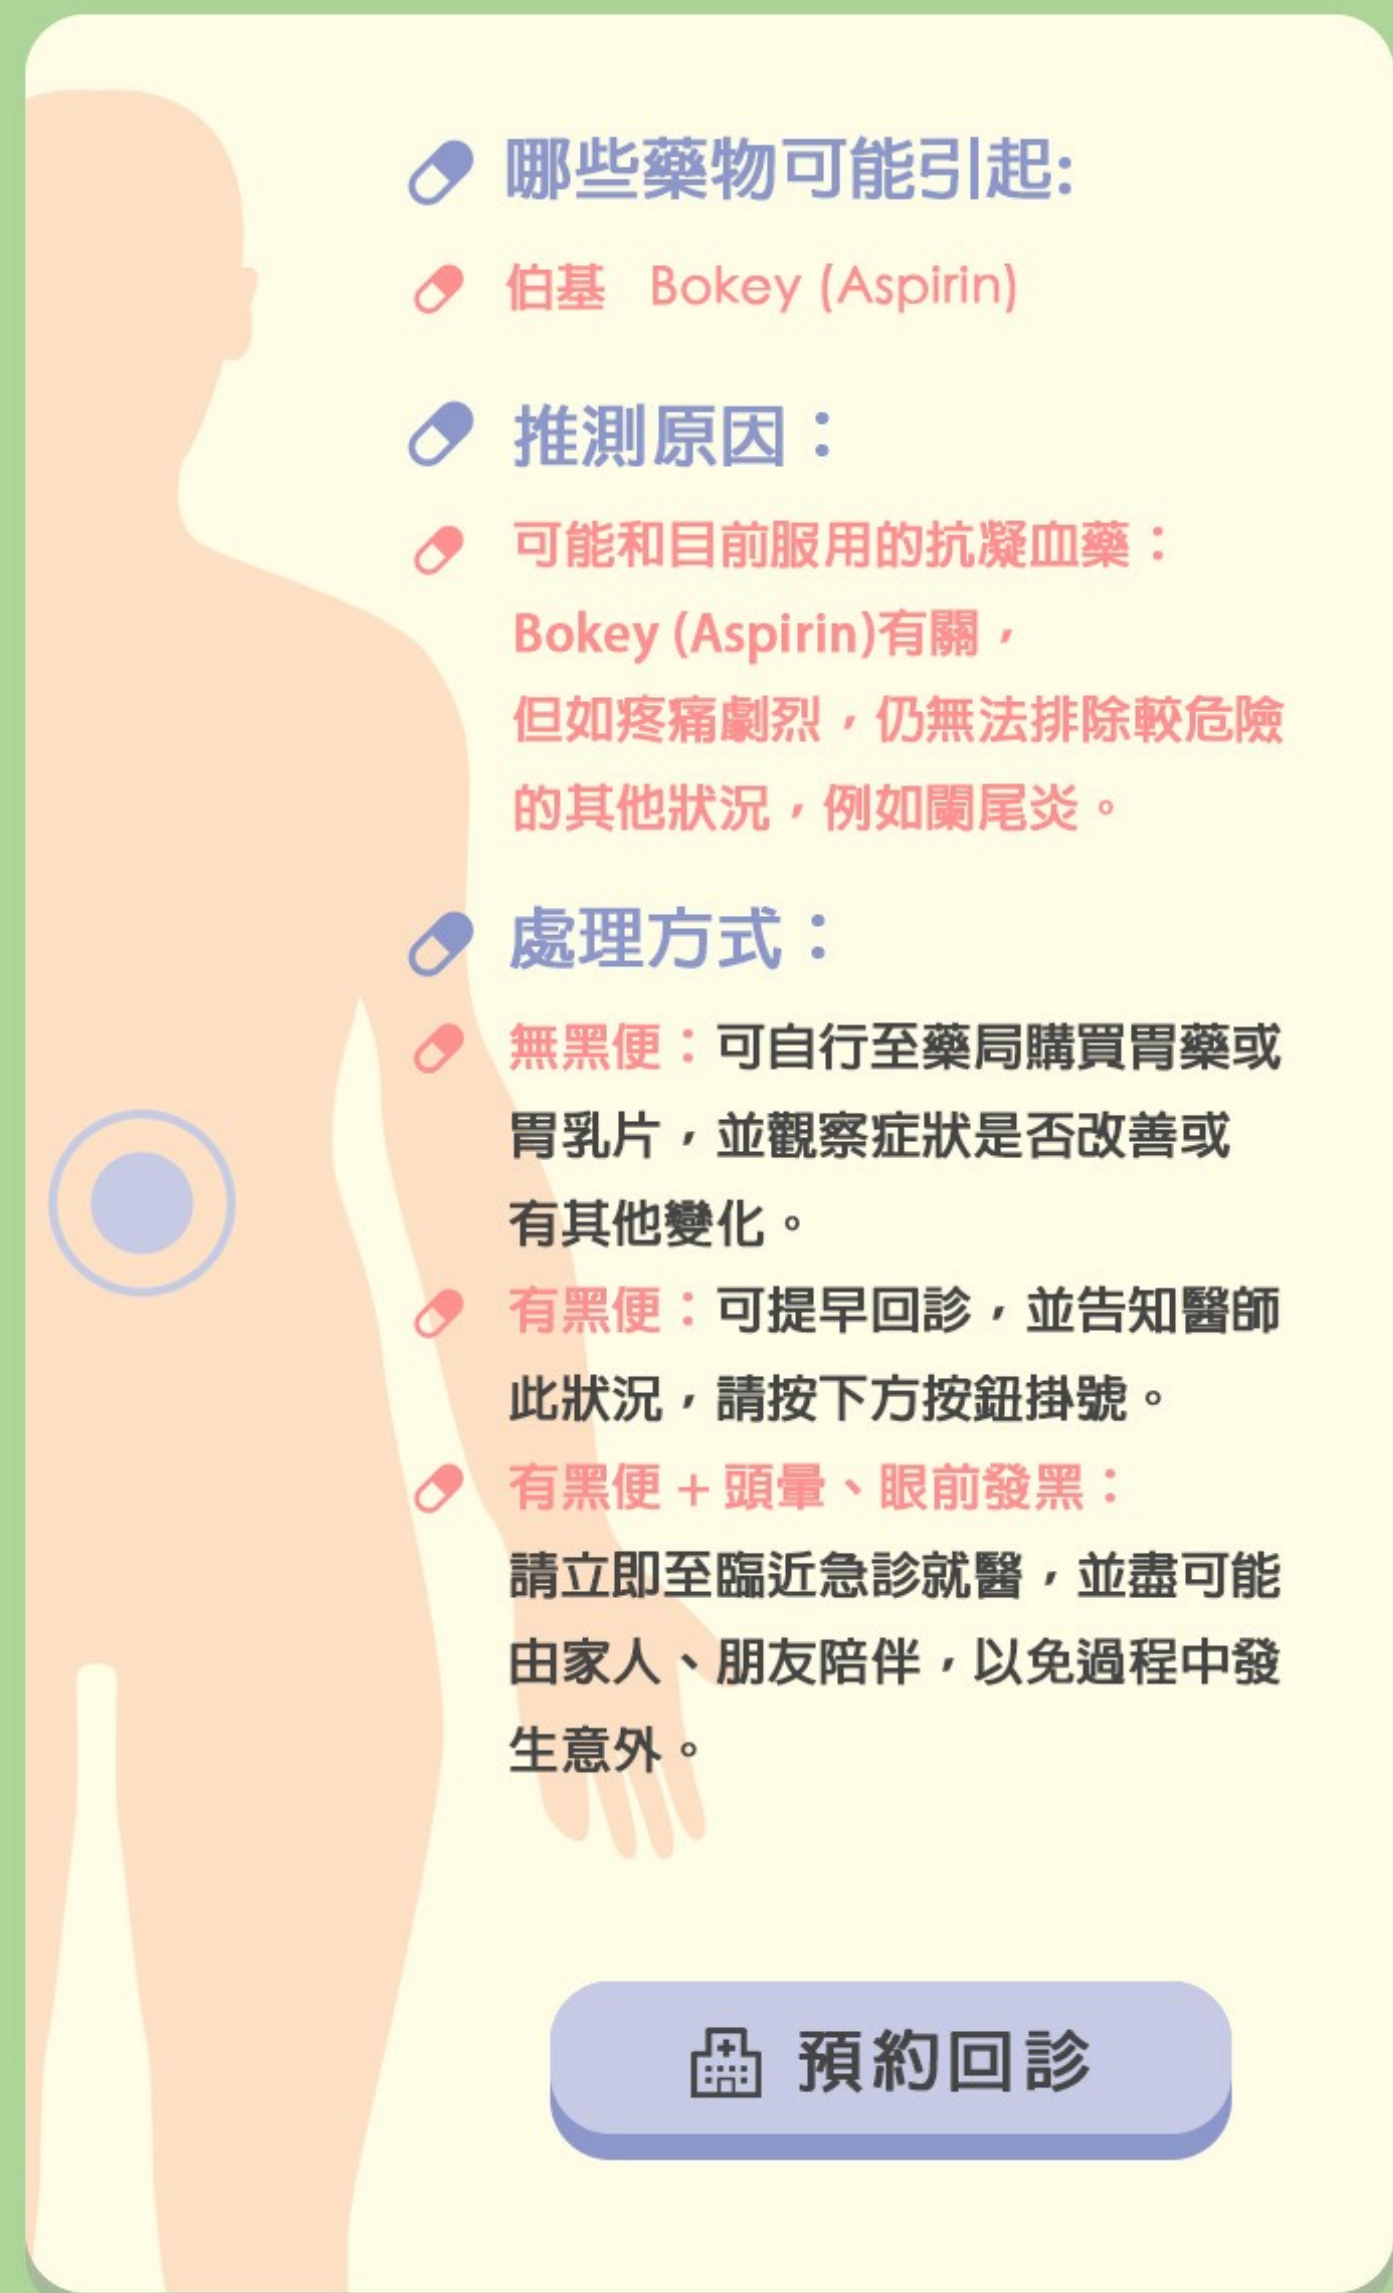 哪些藥物可能引起:
伯基 Bokey (Aspirin)
推測原因：
可能和目前服用的抗凝血藥：
Bokey (Aspirin)有關，
但如疼痛劇烈，仍無法排除較危險
的其他狀況，例如闌尾炎。
處理方式：
無黑便：可自行至藥局購買胃藥或
胃乳片，並觀察症狀是否改善或
有其他變化。
有黑便：可提早回診，並告知醫師
此狀況，請按下方按鈕掛號。
有黑便 + 頭暈、眼前發黑：
請立即至臨近急診就醫，並盡可能
由家人、朋友陪伴，以免過程中發
生意外。
預約回診